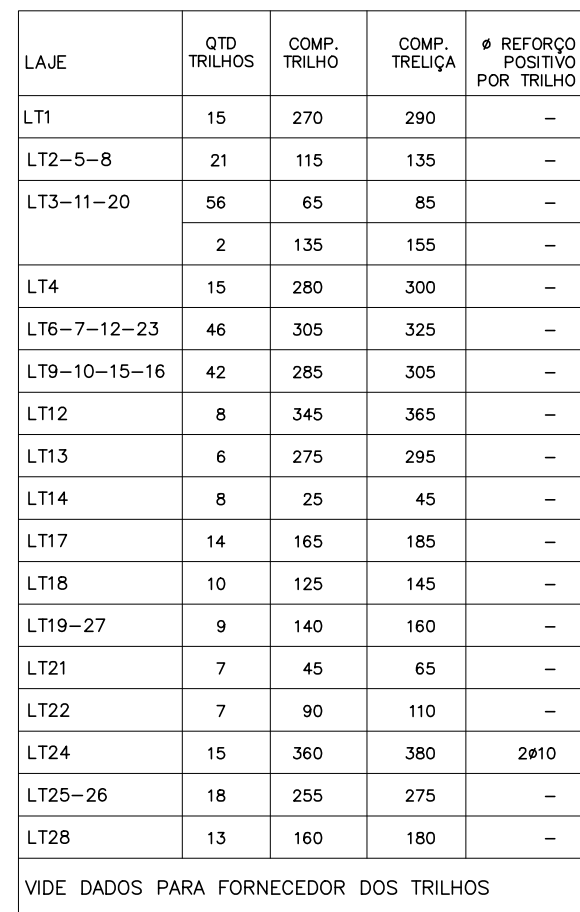 LAJE QTD TRILHOS COMP. TRILHO COMP. TRELIÇA ø REFORÇO POSITIVO POR TRILHO
LT1 15 270 290 –
LT2–5–8 21 115 135 –
LT3–11–20 56 65 85 –
2 135 155 –
LT4 15 280 300 –
LT6–7–12–23 46 305 325 –
LT9–10–15–16 42 285 305 –
LT12 8 345 365 –
LT13 6 275 295 –
LT14 8 25 45 –
LT17 14 165 185 –
LT18 10 125 145 –
LT19–27 9 140 160 –
LT21 7 45 65 –
LT22 7 90 110 –
LT24 15 360 380 2ø10
LT25–26 18 255 275 –
LT28 13 160 180 –
VIDE DADOS PARA FORNECEDOR DOS TRILHOS